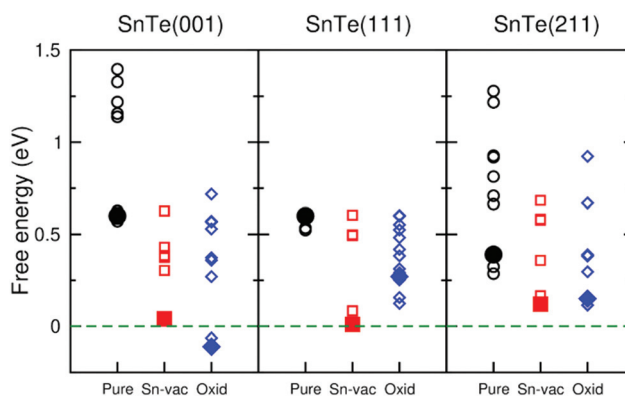 SnTe(001) SnTe(111) SnTe(211)
1.5
1
0.5
0
Free energy (eV)
Pure Sn-vac Oxid Pure Sn-vac Oxid Pure Sn-vac Oxid